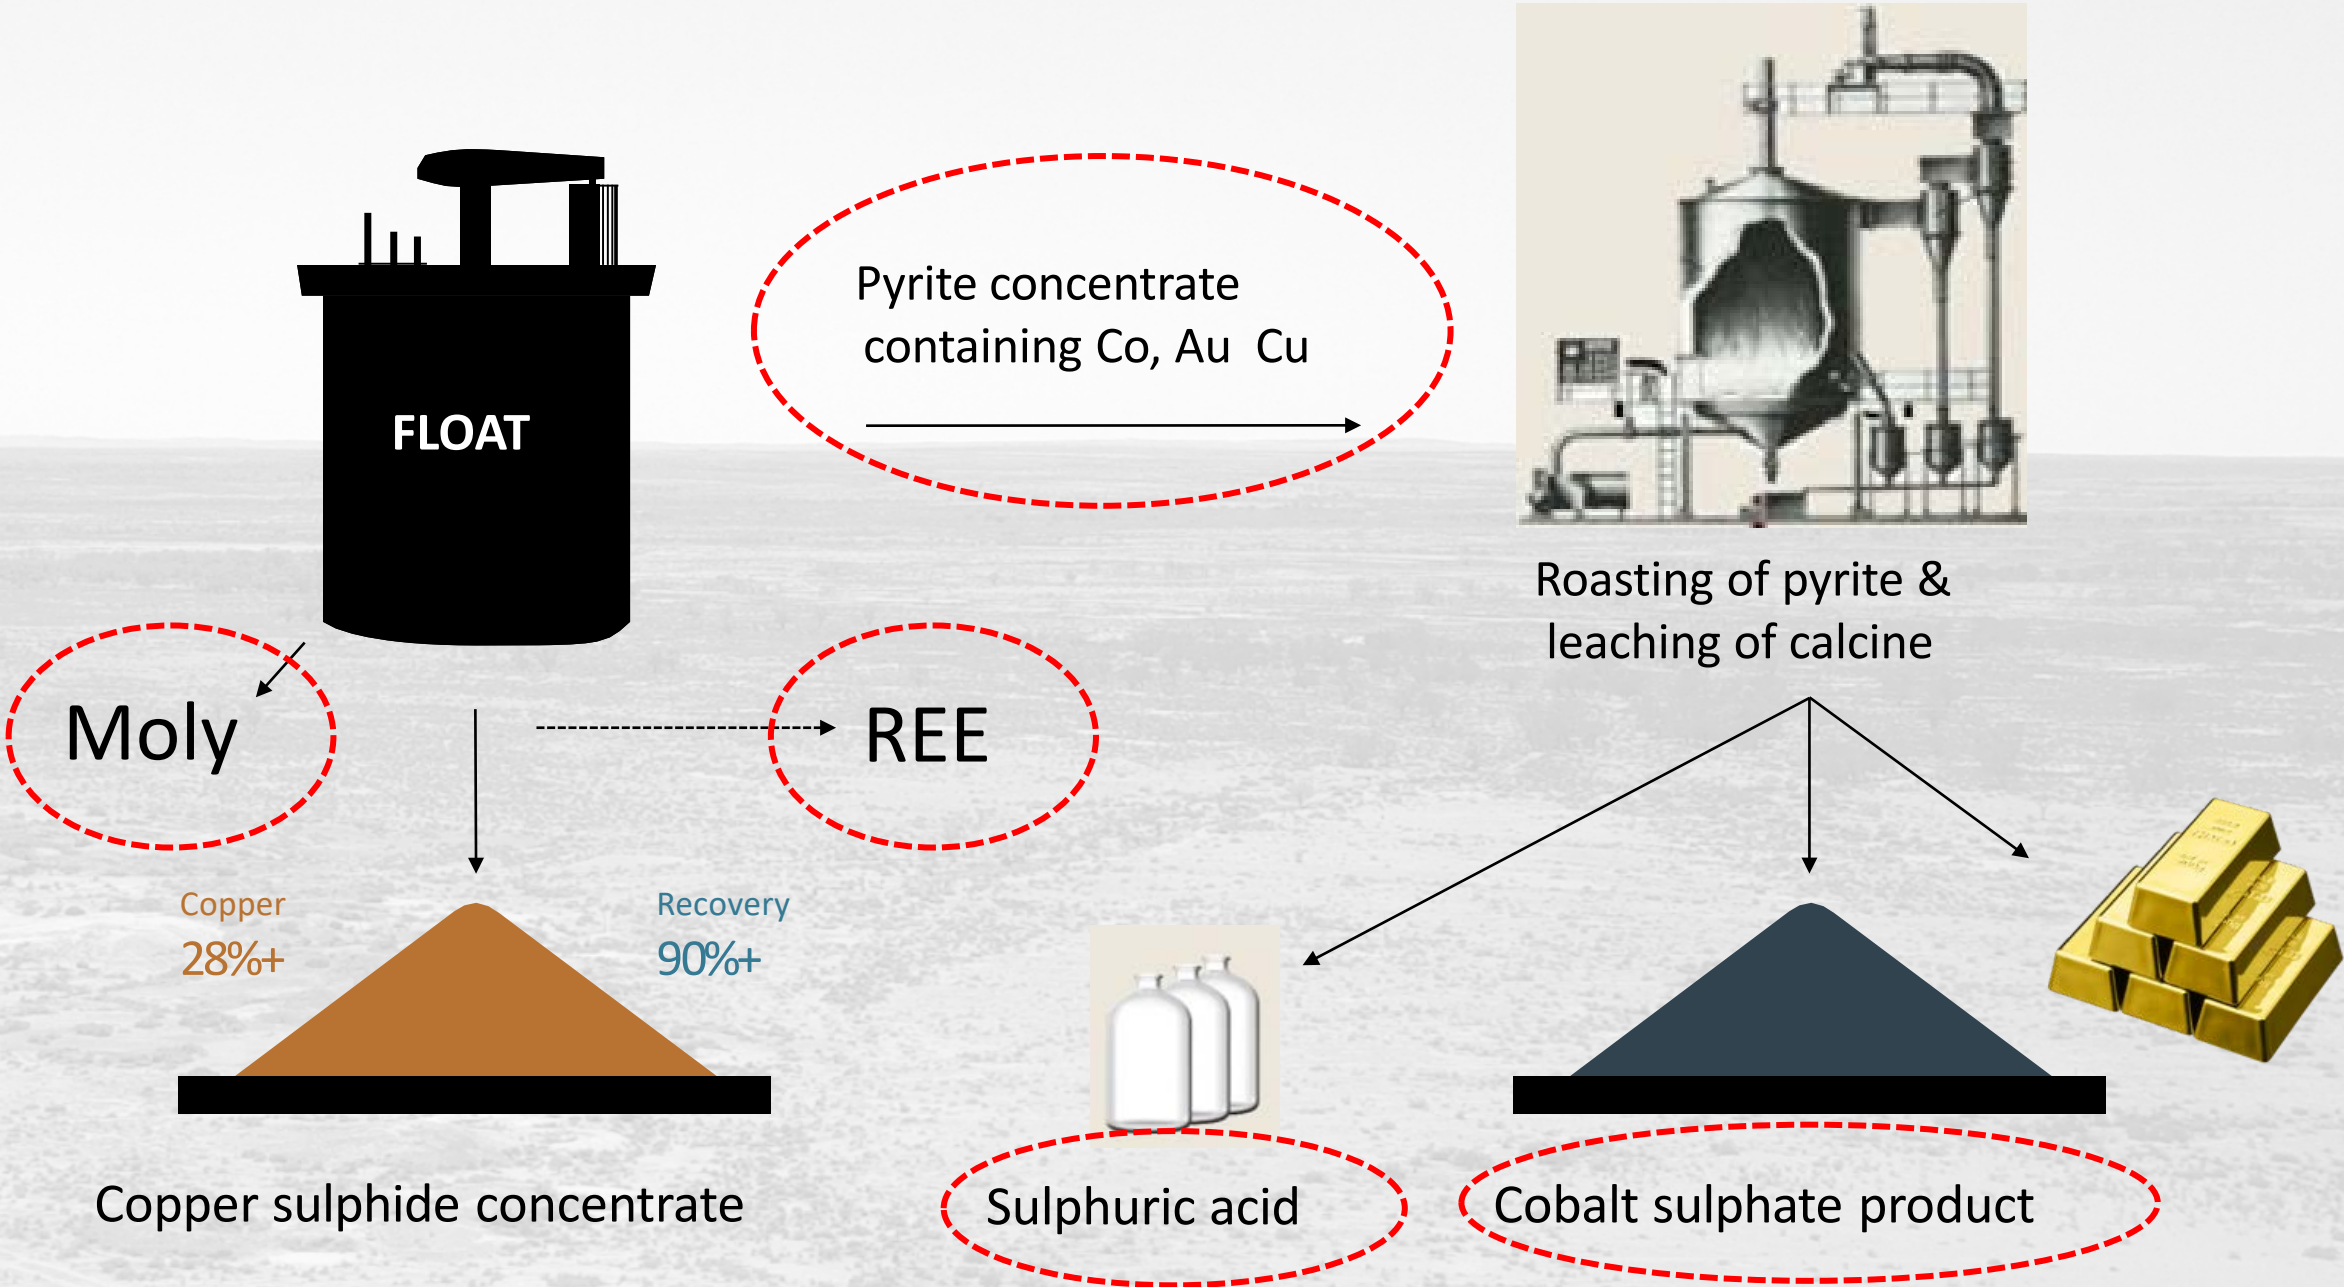 FLOAT
Pyrite concentrate
containing Co, Au Cu
Roasting of pyrite &
leaching of calcine
Moly
REE
Copper
28%+
Recovery
90%+
Copper sulphide concentrate
Sulphuric acid
Cobalt sulphate product